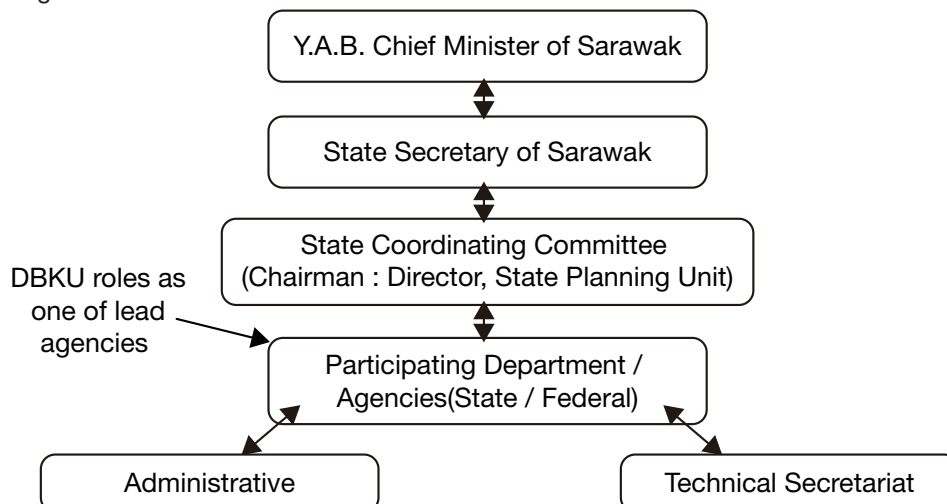 Y.A.B. Chief Minister of Sarawak
State Secretary of Sarawak
State Coordinating Committee
(Chairman : Director, State Planning Unit)
DBKU roles as
one of lead
agencies
Participating Department /
Agencies(State / Federal)
Administrative
Technical Secretariat